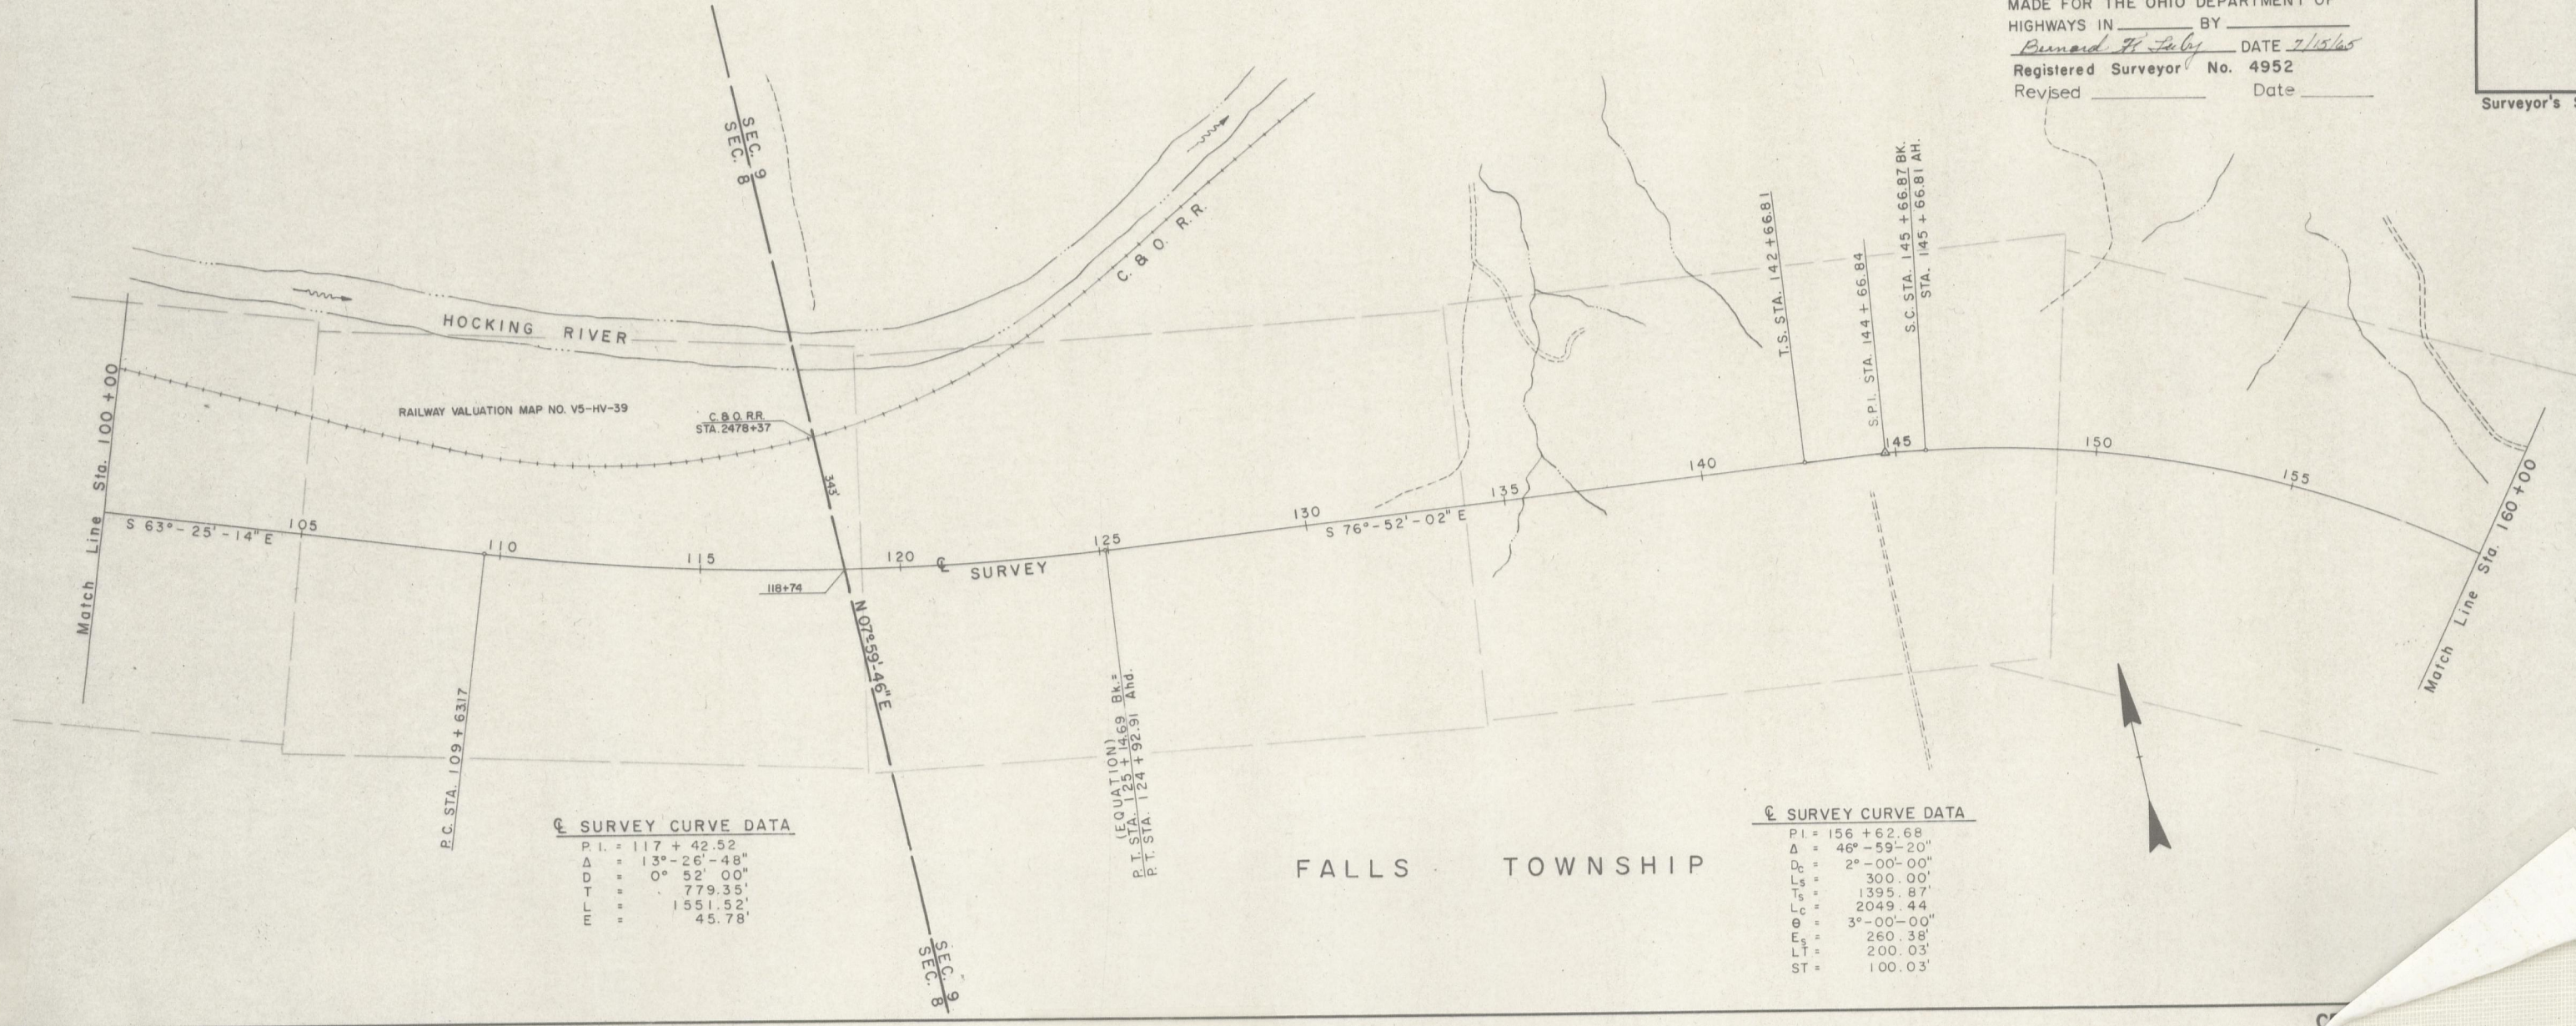 MADE FOR THE OHIO DEPARTMENT OF
HIGHWAYS IN ______ BY ______
Bernard F. DATE 7/15/65
Registered Surveyor No. 4952
Revised ______ Date ______
Surveyor's
SEC. 9
SEC. 8
HOCKING RIVER
C. & O. R.R.
RAILWAY VALUATION MAP NO. V5-HV-39
C. & O. RR.
STA. 2478+37
343'
Match Line Sta. 100 + 00
S 63°-25'-14" E
105
110
115
118+74
120
℄ SURVEY
125
130
S 76°-52'-02" E
135
140
145
150
155
T.S. STA. 142+66.81
S.P.I. STA. 144+66.84
S.C. STA. 145+66.87 BK.
STA. 145+66.81 AH.
Match Line Sta. 160+00
N 07°-59'-46" E
P.C. STA. 109+63.17
(EQUATION)
P.T. STA. 125+14.69 Bk.=
P.T. STA. 124+92.91 Ahd.
℄ SURVEY CURVE DATA
P.I. = 117 + 42.52
Δ = 13°-26'-48"
D = 0° 52' 00"
T = 779.35'
L = 1551.52'
E = 45.78'
FALLS TOWNSHIP
℄ SURVEY CURVE DATA
P.I. = 156 +62.68
Δ = 46°-59'-20"
Dc = 2°-00'-00"
Ls = 300.00'
Ts = 1395.87'
Lc = 2049.44
θ = 3°-00'-00"
Es = 260.38'
LT = 200.03'
ST = 100.03'
SEC. 9
SEC. 8